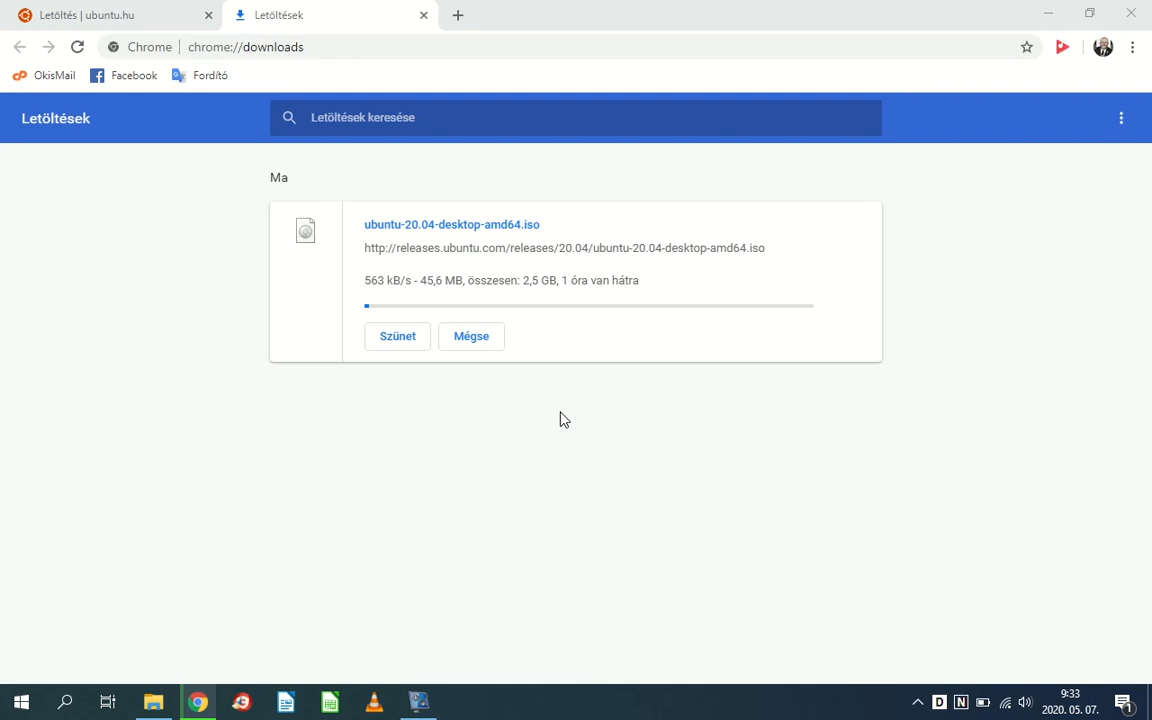 Letöltés | ubuntu.hu
Letöltések
Chrome | chrome://downloads
OkisMail Facebook Fordító
Letöltések
Letöltések keresése
Ma
ubuntu-20.04-desktop-amd64.iso
http://releases.ubuntu.com/releases/20.04/ubuntu-20.04-desktop-amd64.iso
563 kB/s - 45,6 MB, összesen: 2,5 GB, 1 óra van hátra
Szünet Mégse
D N
9:33
2020. 05. 07.
1